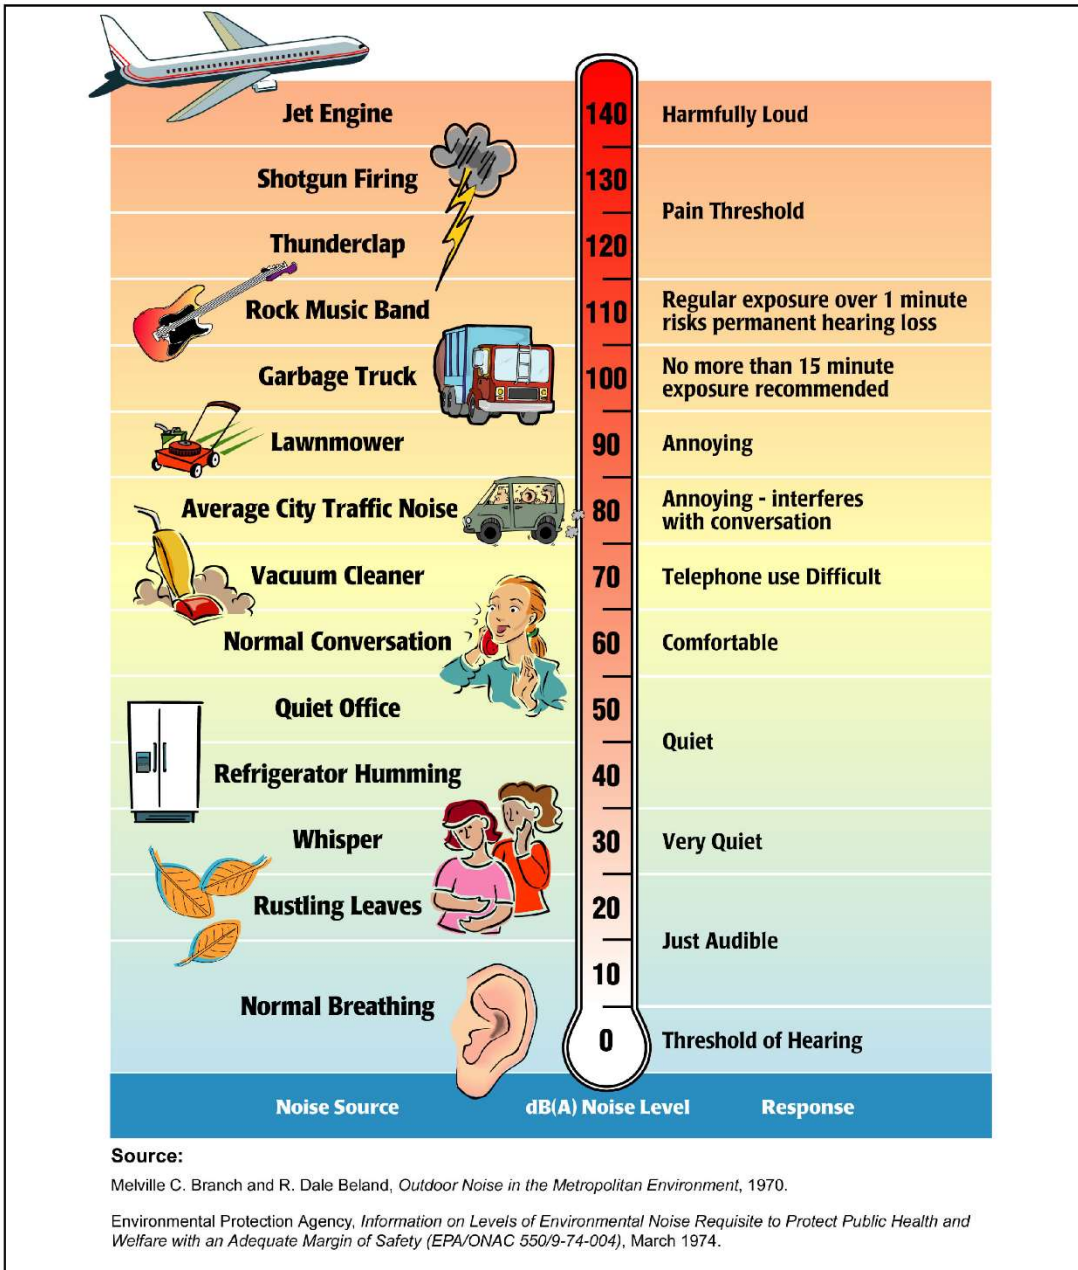 Jet Engine
140
Harmfully Loud
Shotgun Firing
130
Pain Threshold
Thunderclap
120
Rock Music Band
110
Regular exposure over 1 minute
risks permanent hearing loss
Garbage Truck
100
No more than 15 minute
exposure recommended
Lawnmower
90
Annoying
Average City Traffic Noise
80
Annoying - interferes
with conversation
Vacuum Cleaner
70
Telephone use Difficult
Normal Conversation
60
Comfortable
Quiet Office
50
Quiet
Refrigerator Humming
40
Whisper
30
Very Quiet
Rustling Leaves
20
Just Audible
10
Normal Breathing
0
Threshold of Hearing
Noise Source
dB(A) Noise Level
Response
Source:
Melville C. Branch and R. Dale Beland, Outdoor Noise in the Metropolitan Environment, 1970.
Environmental Protection Agency, Information on Levels of Environmental Noise Requisite to Protect Public Health and
Welfare with an Adequate Margin of Safety (EPA/ONAC 550/9-74-004), March 1974.